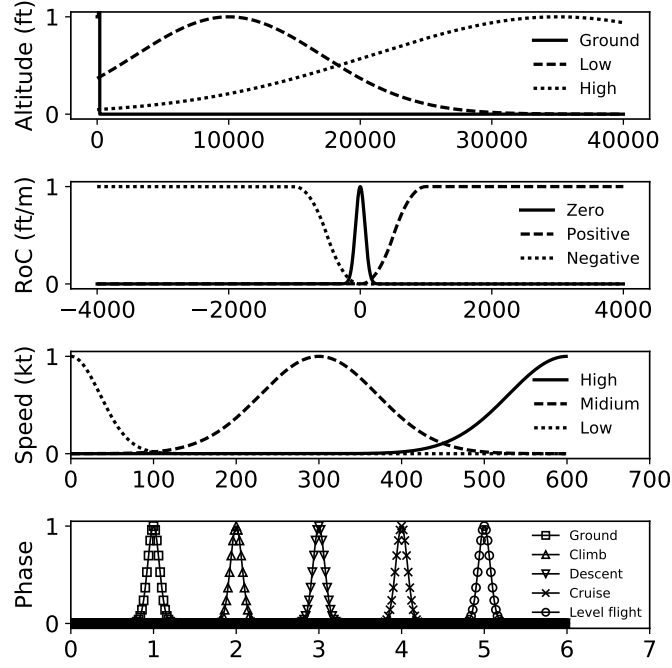 Altitude (ft)
1
0
Ground
Low
High
0 10000 20000 30000 40000
RoC (ft/m)
1
0
Zero
Positive
Negative
−4000 −2000 0 2000 4000
Speed (kt)
1
0
High
Midium
Low
0 100 200 300 400 500 600 700
Phase
1
0
Ground
Climb
Descent
Cruise
Level flight
0 1 2 3 4 5 6 7